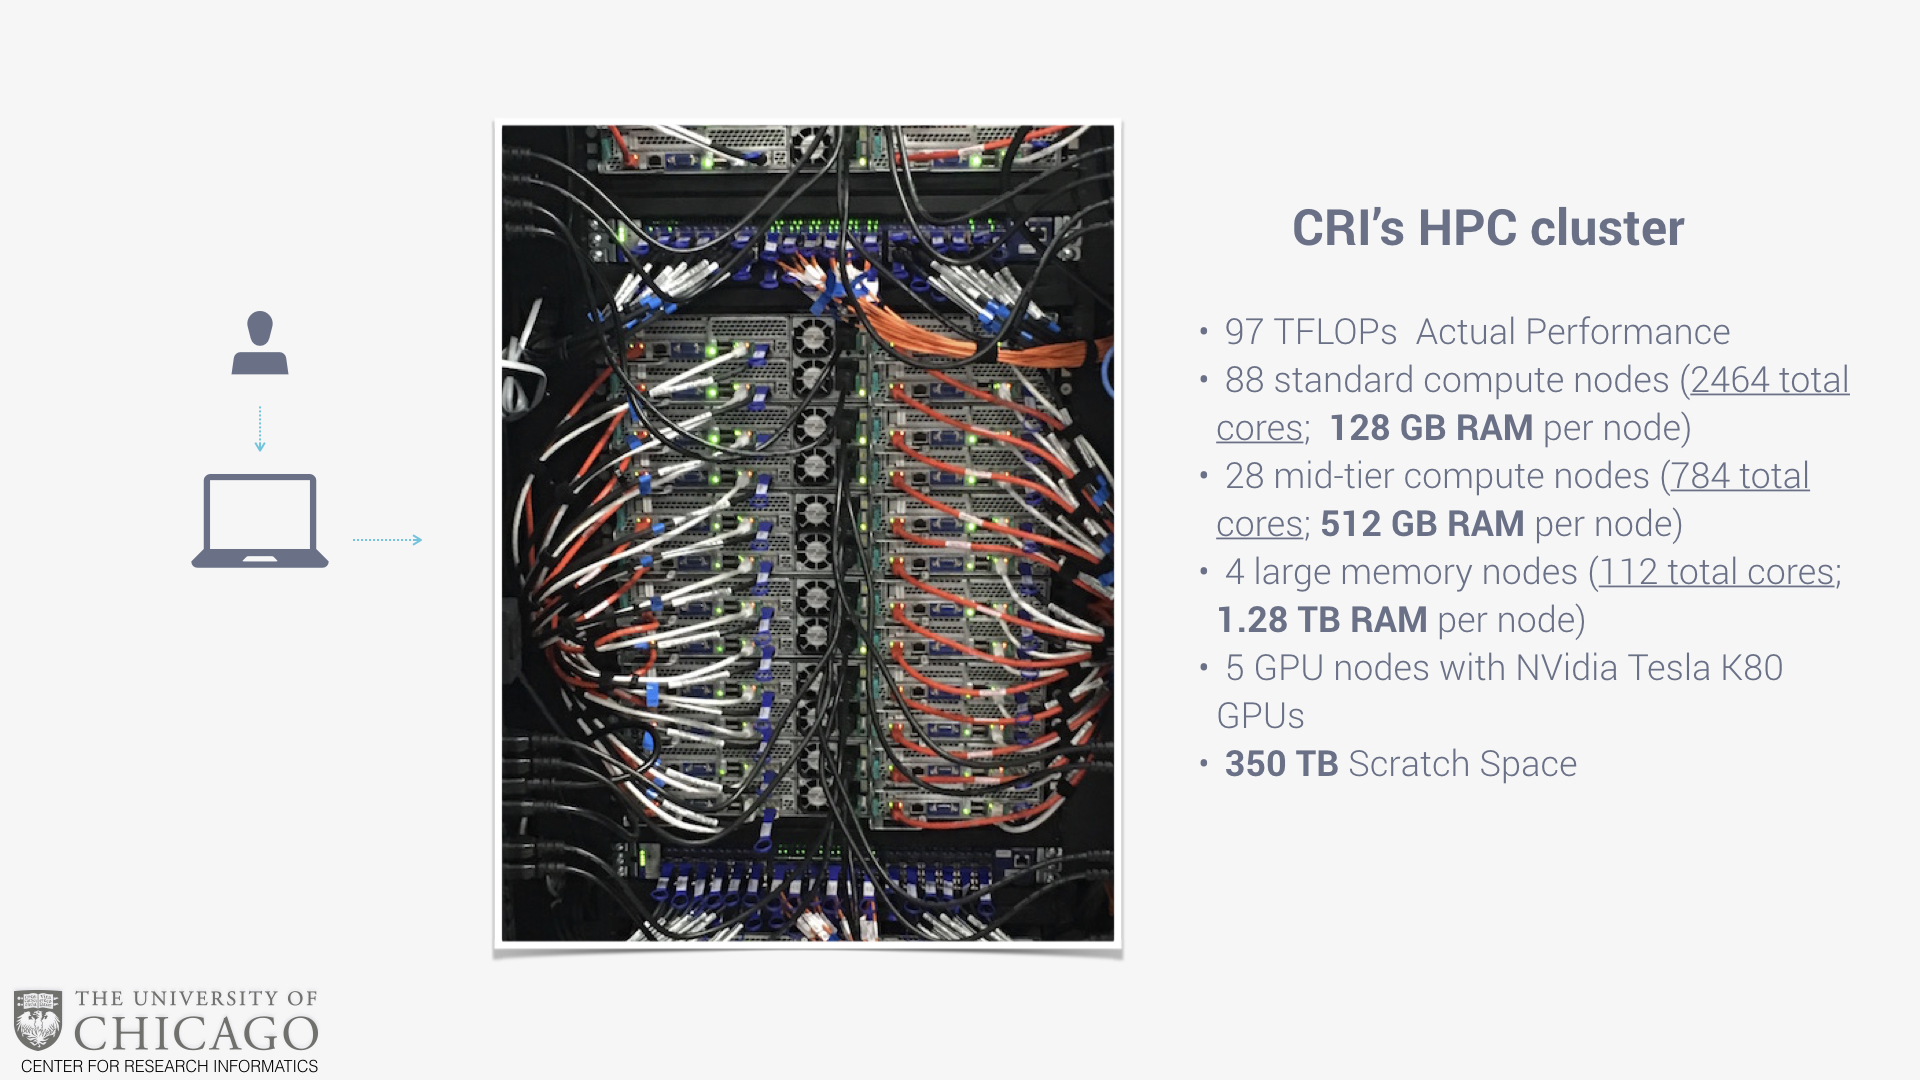 CRI’s HPC cluster
• 97 TFLOPs  Actual Performance
• 88 standard compute nodes (2464 total
cores;  128 GB RAM per node)
• 28 mid-tier compute nodes (784 total
cores; 512 GB RAM per node)
• 4 large memory nodes (112 total cores;
1.28 TB RAM per node)
• 5 GPU nodes with NVidia Tesla K80
GPUs
• 350 TB Scratch Space
THE UNIVERSITY OF
CHICAGO
CENTER FOR RESEARCH INFORMATICS